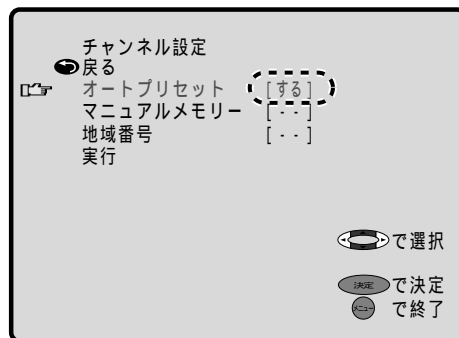 チャンネル設定
戻る
オートプリセット [する]
マニュアルメモリー [--]
地域番号 [--]
実行
で選択
決定 で決定
メニュー で終了